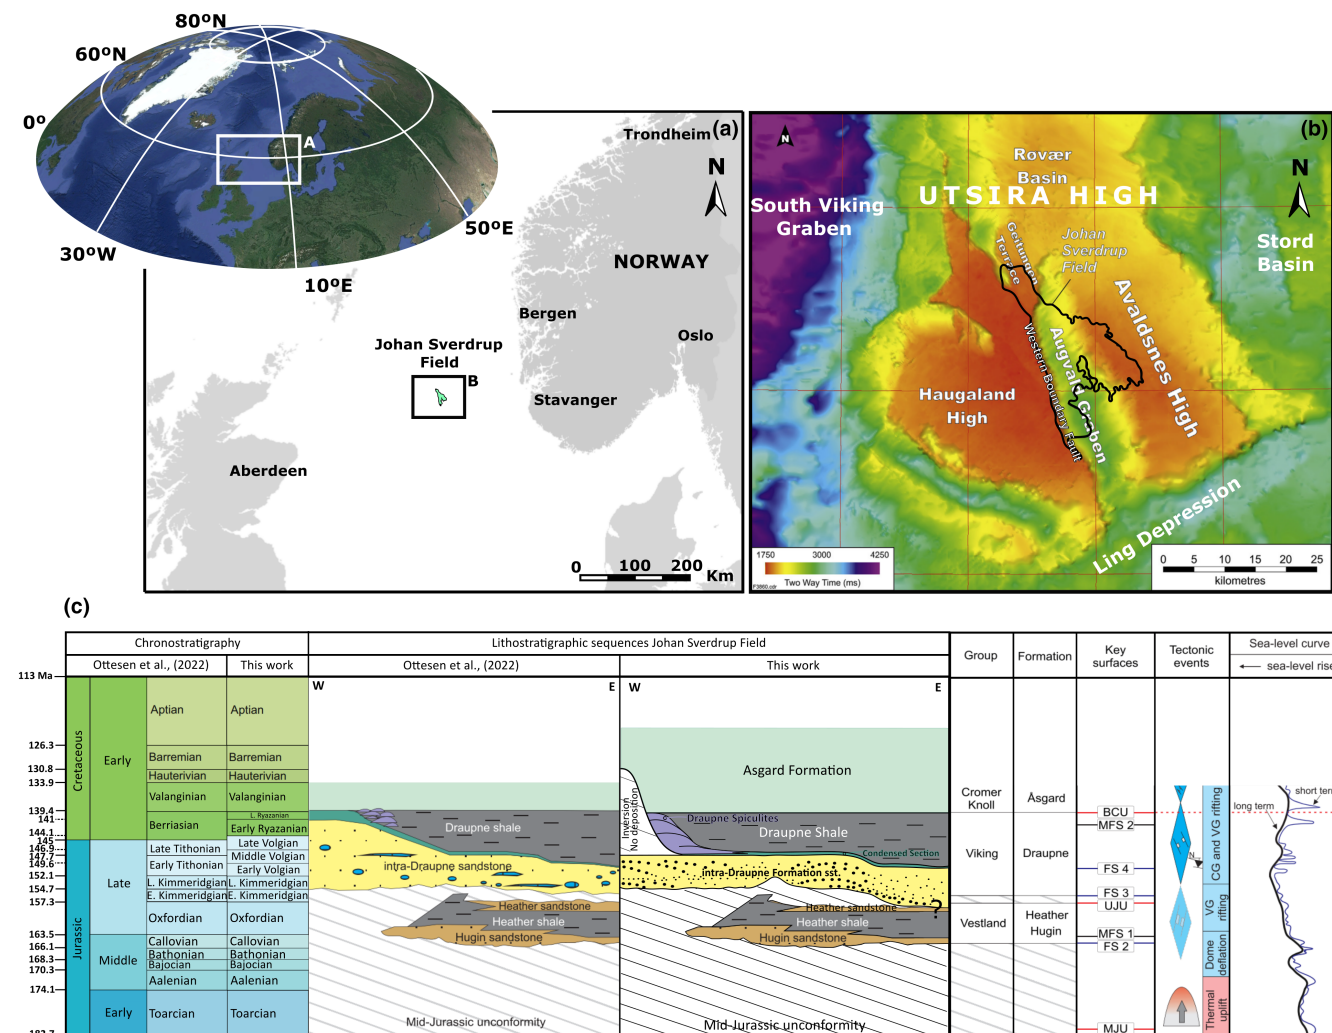 80ºN
60ºN
0º
30ºW
10ºE
50ºE
A
(a)
N
Trondheim
NORWAY
Bergen
Oslo
Johan Sverdrup
Field
B
Stavanger
Aberdeen
0 100 200 Km
(b)
N
N
Røvær
Basin
UTSIRA HIGH
South Viking
Graben
Geitungen
Terrace
Johan
Sverdrup
Field
Stord
Basin
Avaldsnes High
Augvald Graben
Western Boundary Fault
Haugaland
High
Ling Depression
1750 3000 4250
Two Way Time (ms)
0 5 10 15 20 25
kilometres
(c)
Chronostratigraphy
Lithostratigraphic sequences Johan Sverdrup Field
Ottesen et al., (2022)
This work
Ottesen et al., (2022)
This work
Group
Formation
Key
surfaces
Tectonic
events
Sea-level curve
sea-level rise
113 Ma
126.3
130.8
133.9
139.4
141
144.1
145
146.9
147.7
149.6
152.1
154.7
157.3
163.5
166.1
168.3
170.3
174.1
182.7
Cretaceous
Jurassic
Early
Late
Middle
Early
Aptian
Barremian
Hauterivian
Valanginian
Berriasian
Late Tithonian
Early Tithonian
L. Kimmeridgian
E. Kimmeridgian
Oxfordian
Callovian
Bathonian
Bajocian
Aalenian
Toarcian
Aptian
Barremian
Hauterivian
Valanginian
L. Ryazanian
Early Ryazanian
Late Volgian
Middle Volgian
Early Volgian
L. Kimmeridgian
E. Kimmeridgian
Oxfordian
Callovian
Bathonian
Bajocian
Aalenian
Toarcian
W E
Draupne shale
intra-Draupne sandstone
Heather sandstone
Heather shale
Hugin sandstone
Mid-Jurassic unconformity
W E
Asgard Formation
Inversion
No deposition
Draupne Spiculites
Draupne Shale
Condensed Section
intra-Draupne Formation sst.
Heather sandstone
?
Heather shale
Hugin sandstone
Mid-Jurassic unconformity
Cromer
Knoll
Åsgard
Viking
Draupne
Vestland
Heather
Hugin
BCU
MFS 2
FS 4
FS 3
UJU
MFS 1
FS 2
MJU
N
CG and VG rifting
VG
rifting
Dome
deflation
Thermal
uplift
long term
short term